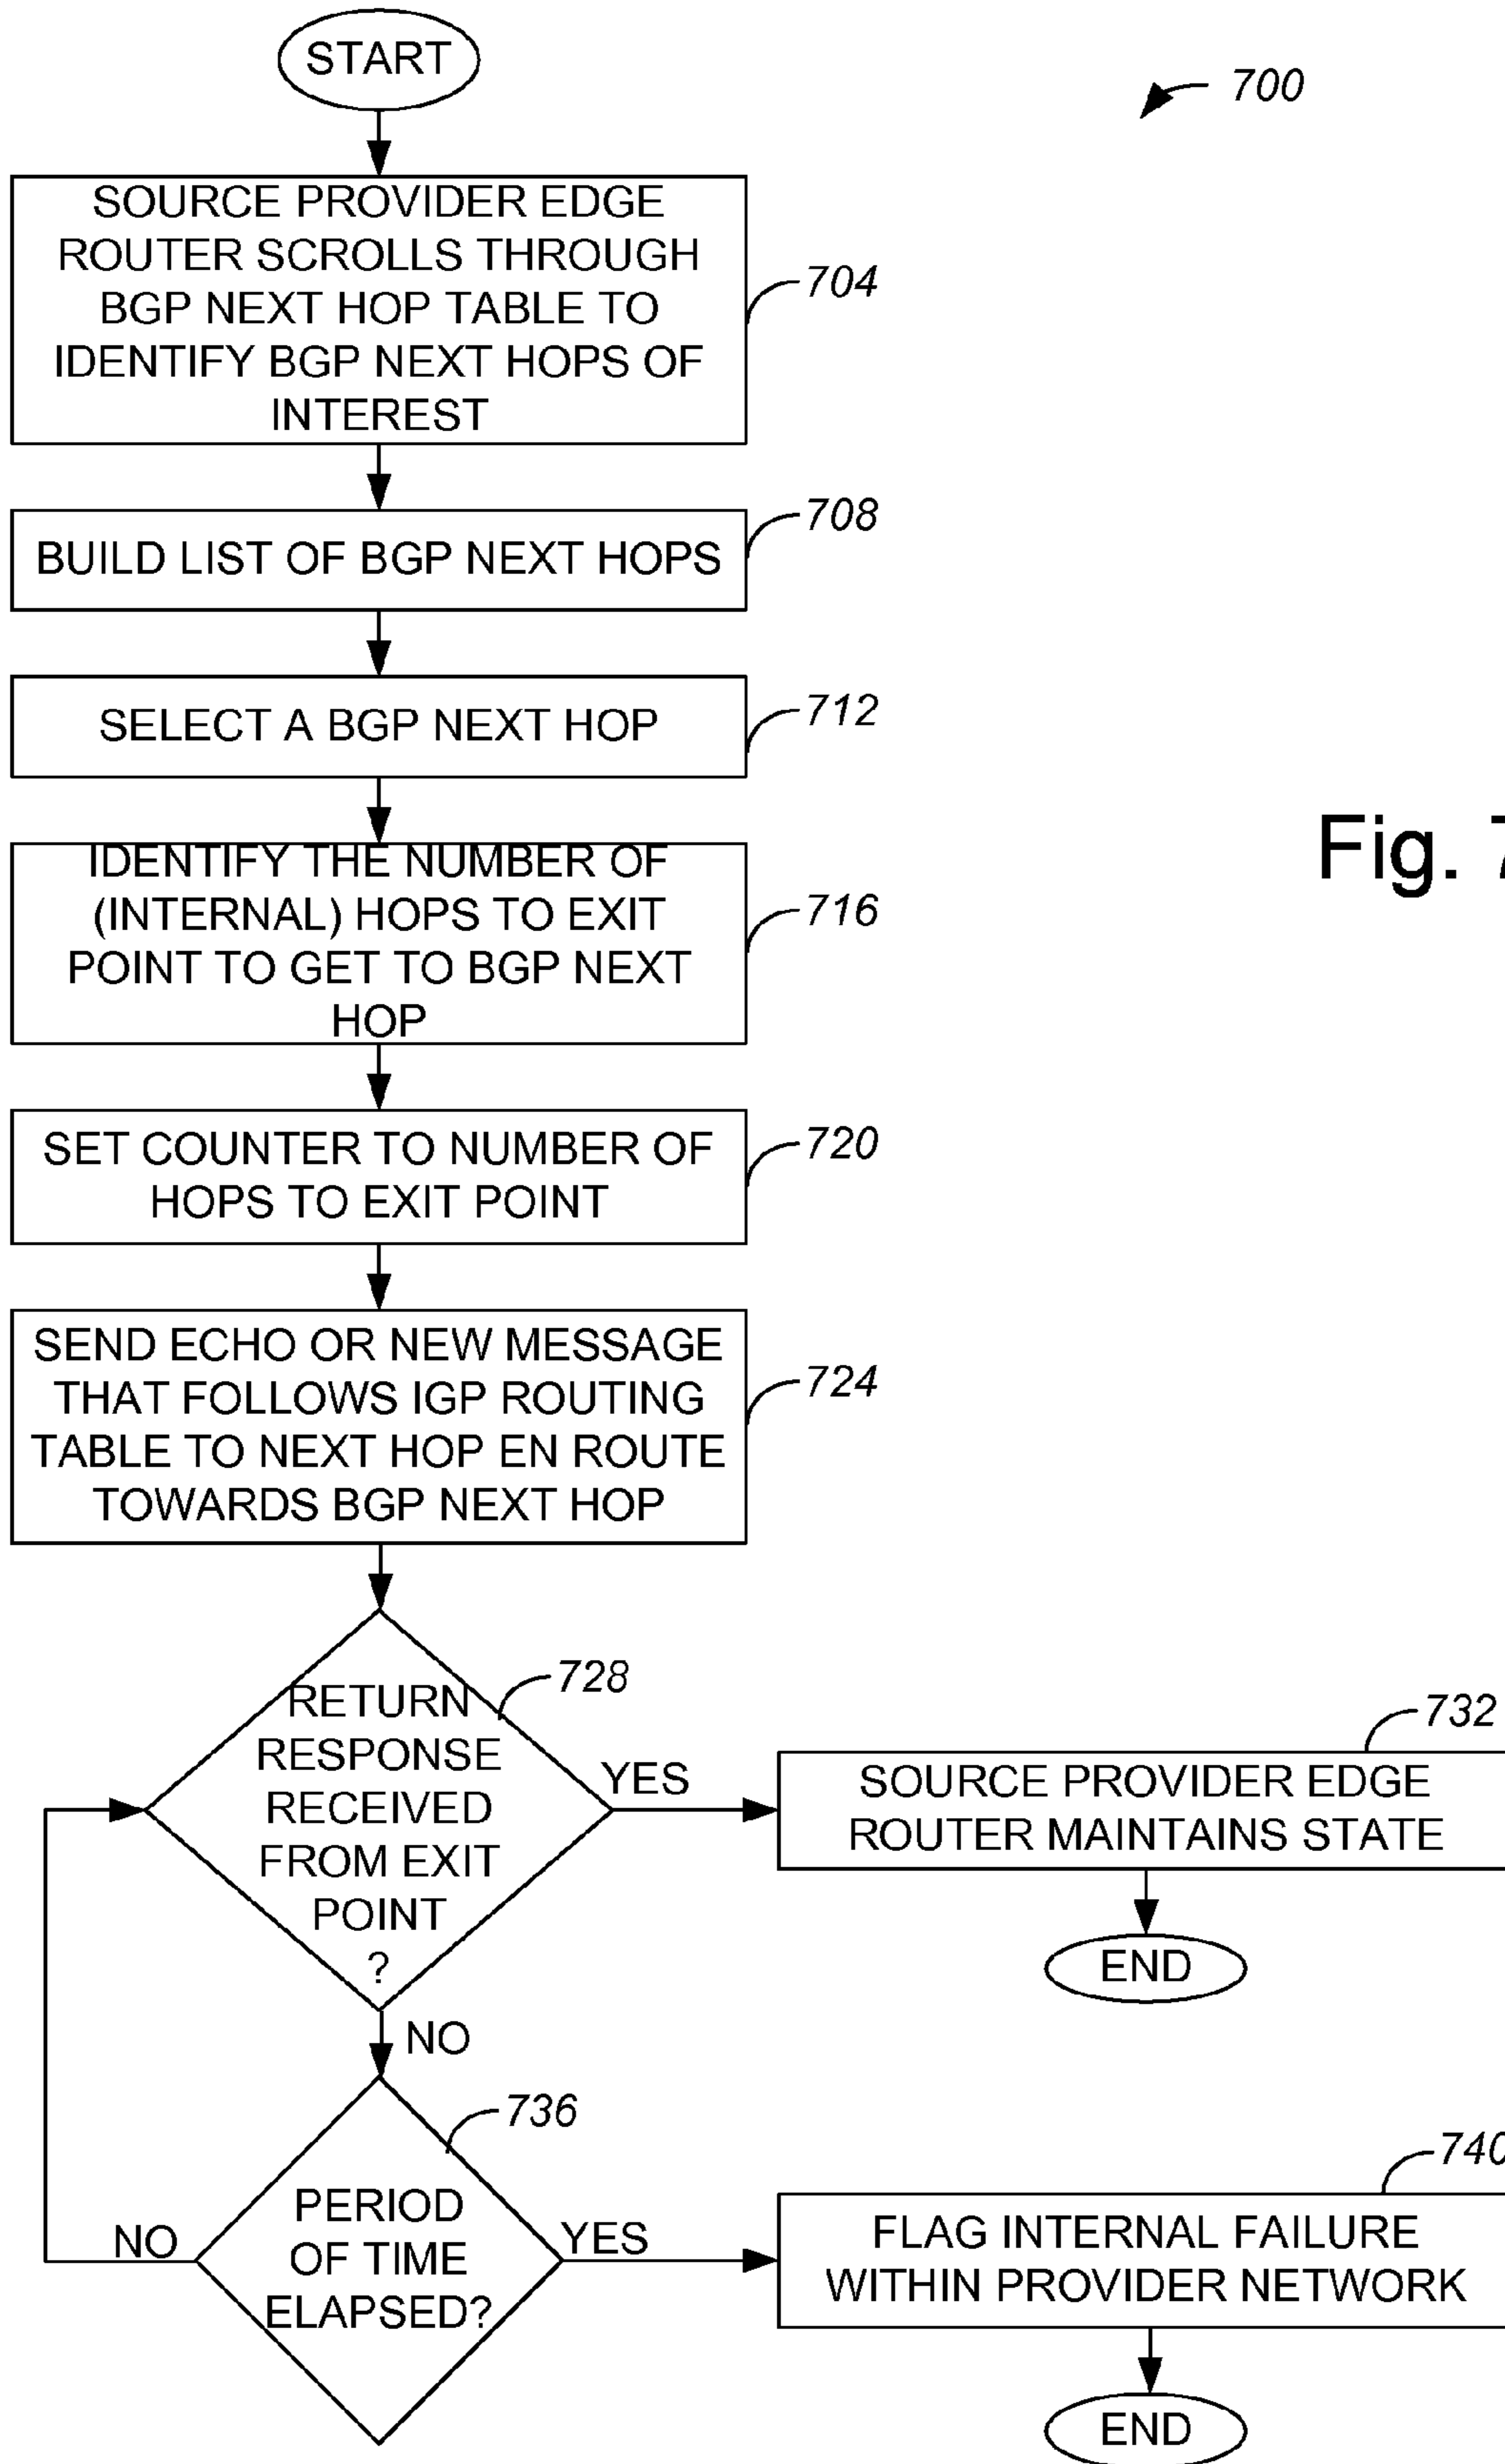 START
700
SOURCE PROVIDER EDGE
ROUTER SCROLLS THROUGH
BGP NEXT HOP TABLE TO
IDENTIFY BGP NEXT HOPS OF
INTEREST
704
BUILD LIST OF BGP NEXT HOPS
708
SELECT A BGP NEXT HOP
712
IDENTIFY THE NUMBER OF
(INTERNAL) HOPS TO EXIT
POINT TO GET TO BGP NEXT
HOP
716
Fig. 7
SET COUNTER TO NUMBER OF
HOPS TO EXIT POINT
720
SEND ECHO OR NEW MESSAGE
THAT FOLLOWS IGP ROUTING
TABLE TO NEXT HOP EN ROUTE
TOWARDS BGP NEXT HOP
724
RETURN
RESPONSE
RECEIVED
FROM EXIT
POINT
?
728
YES
732
SOURCE PROVIDER EDGE
ROUTER MAINTAINS STATE
END
NO
736
PERIOD
OF TIME
ELAPSED?
NO
YES
740
FLAG INTERNAL FAILURE
WITHIN PROVIDER NETWORK
END